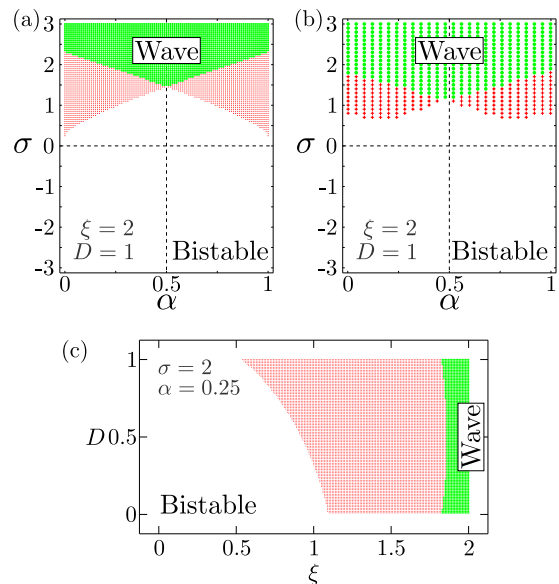 (a)
3
2
1
0
-1
-2
-3
σ
Wave
ξ = 2
D = 1
Bistable
0
0.5
1
α
(b)
3
2
1
0
-1
-2
-3
σ
Wave
ξ = 2
D = 1
Bistable
0
0.5
1
α
(c)
1
D 0.5
0
σ = 2
α = 0.25
Wave
Bistable
0
0.5
1
1.5
2
ξ